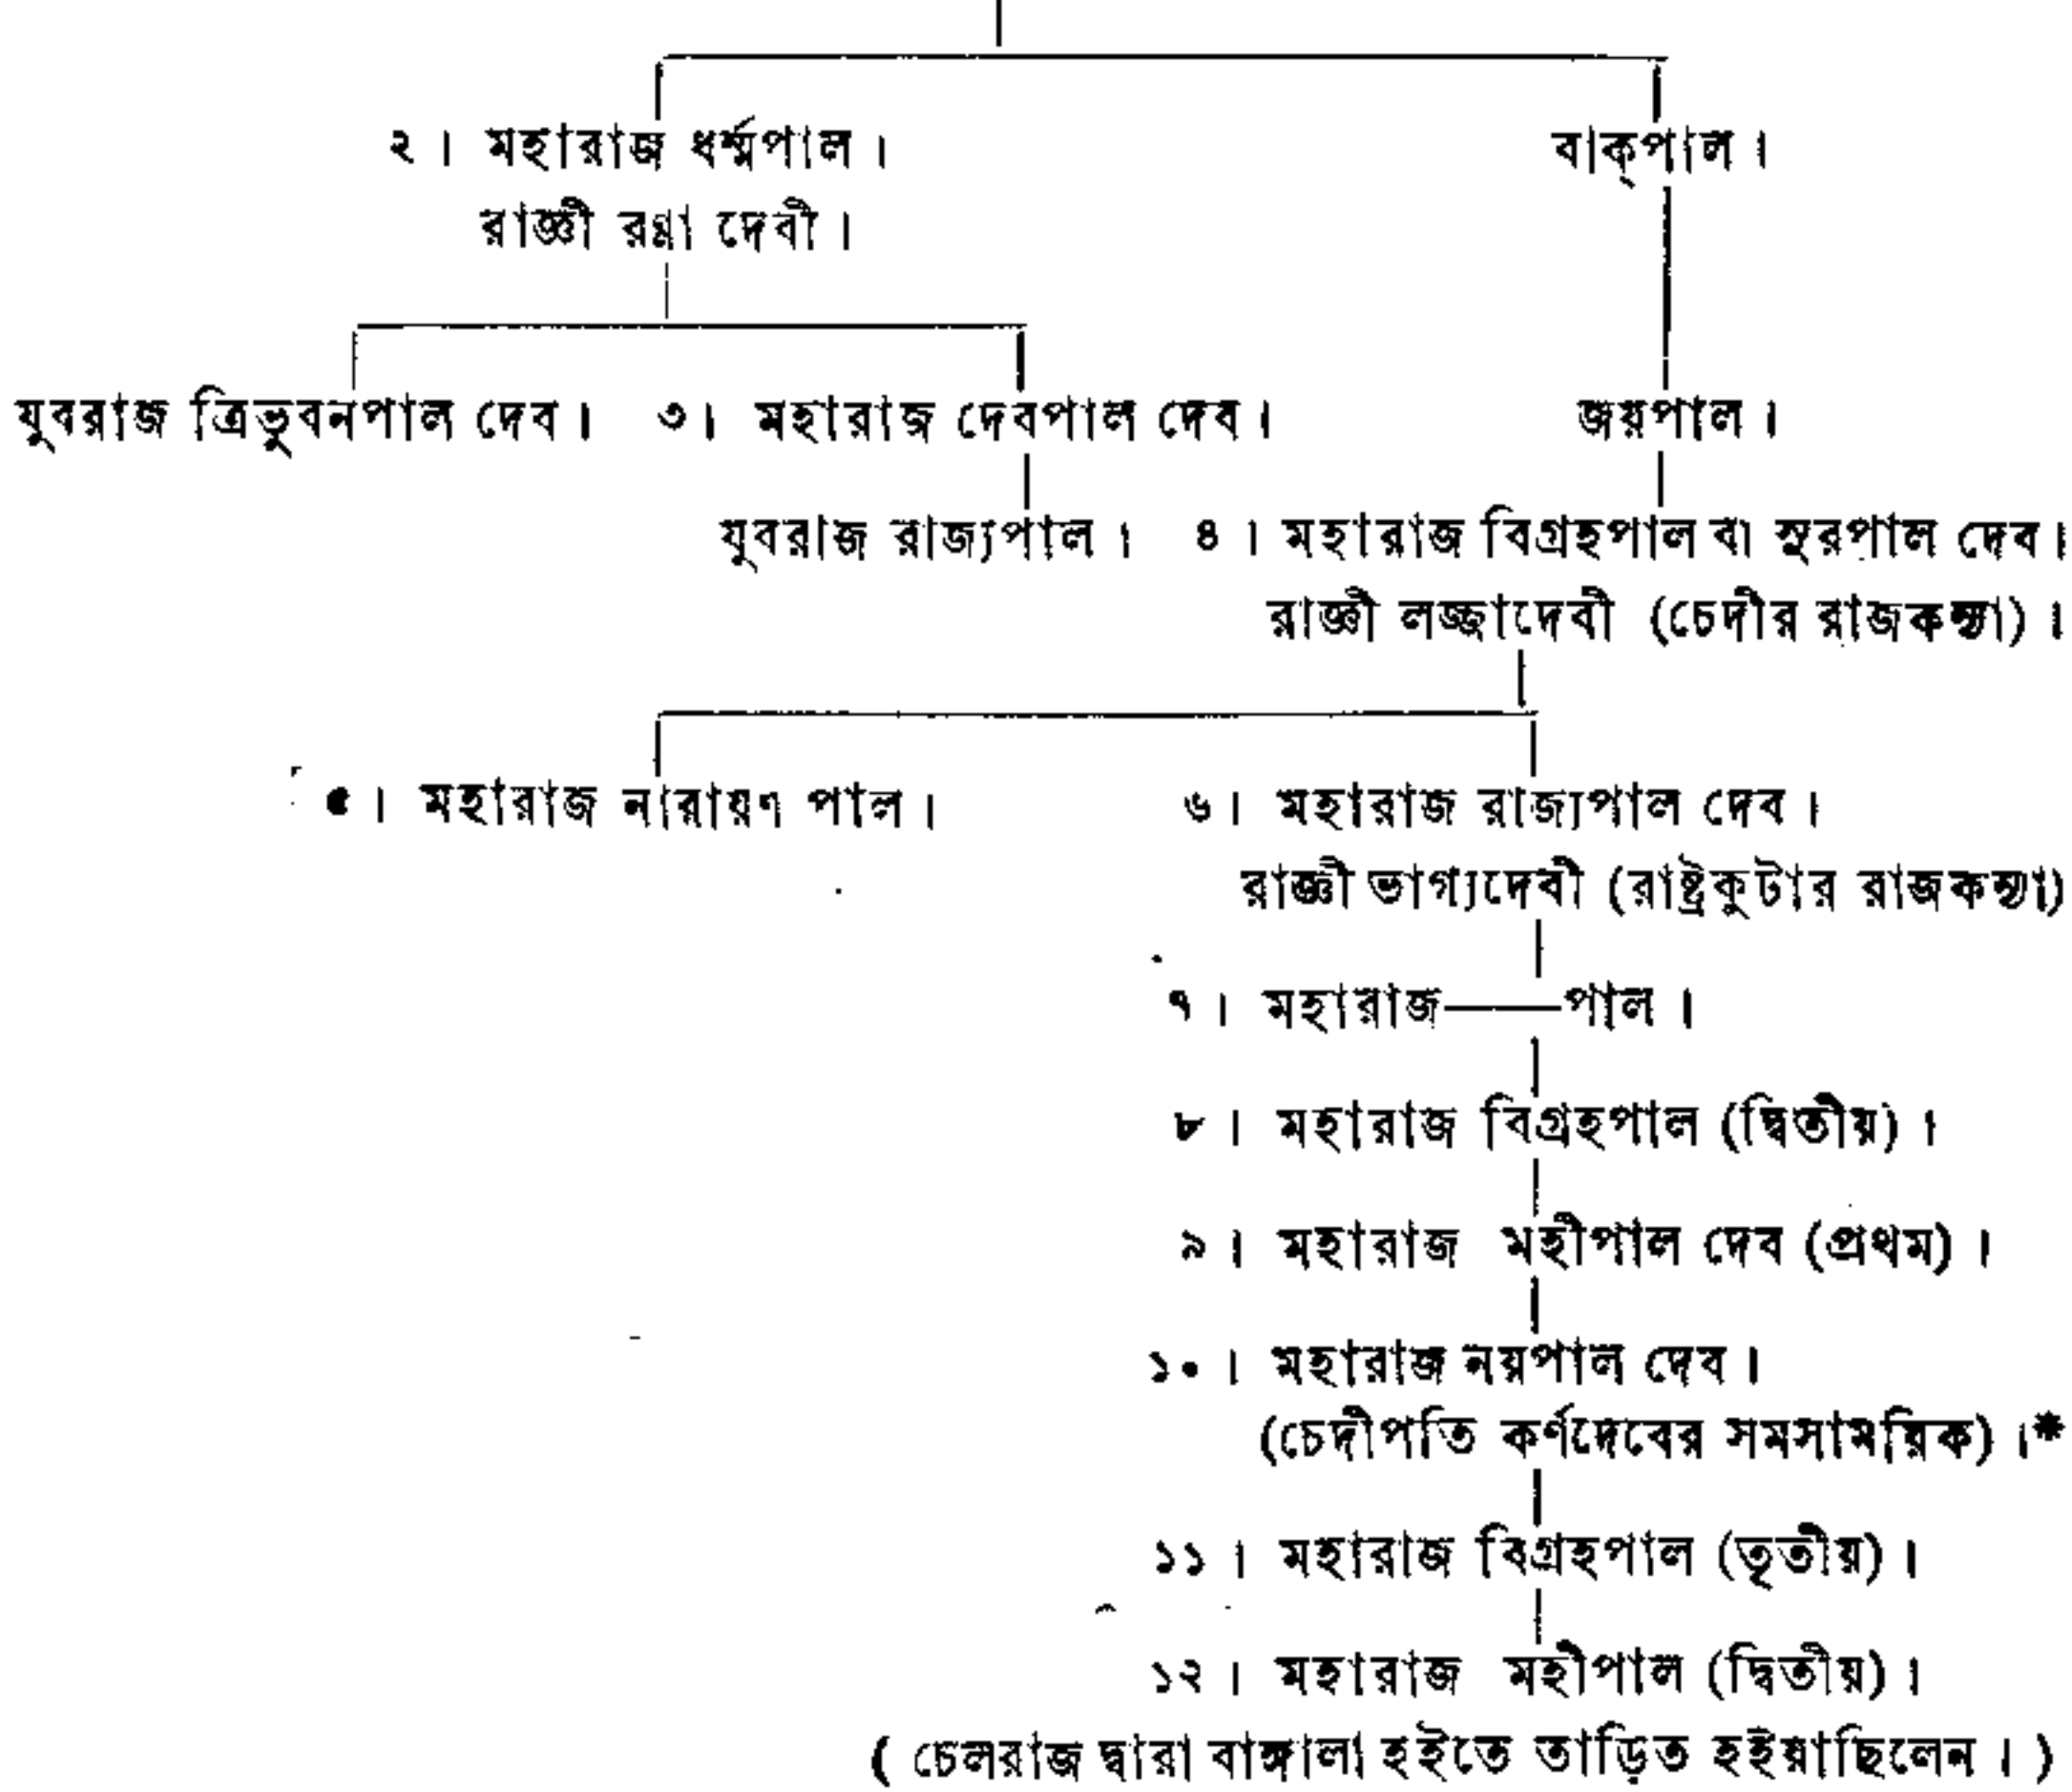 ২। মহারাজ ধর্ম্মপাল। বাক্‌পাল।
রাজ্ঞী রন্না দেবী।
যুবরাজ ত্রিভুবনপাল দেব। ৩। মহারাজ দেবপাল দেব। জয়পাল।
যুবরাজ রাজ্যপাল। ৪। মহারাজ বিগ্রহপাল বা সুরপাল দেব।
রাজ্ঞী লজ্জাদেবী (চেদীর রাজকন্যা)।
৫। মহারাজ নারায়ণ পাল। ৬। মহারাজ রাজ্যপাল দেব।
রাজ্ঞী ভাগ্যদেবী (রাষ্ট্রকুটার রাজকন্যা)
৭। মহারাজ——পাল।
৮। মহারাজ বিগ্রহপাল (দ্বিতীয়)।
৯। মহারাজ মহীপাল দেব (প্রথম)।
১০। মহারাজ নয়পাল দেব।
(চেদীপতি কর্ণদেবের সমসাময়িক)।*
১১। মহারাজ বিগ্রহপাল (তৃতীয়)।
১২। মহারাজ মহীপাল (দ্বিতীয়)।
( চেলরাজ দ্বারা বাঙ্গালা হইতে তাড়িত হইয়াছিলেন। )